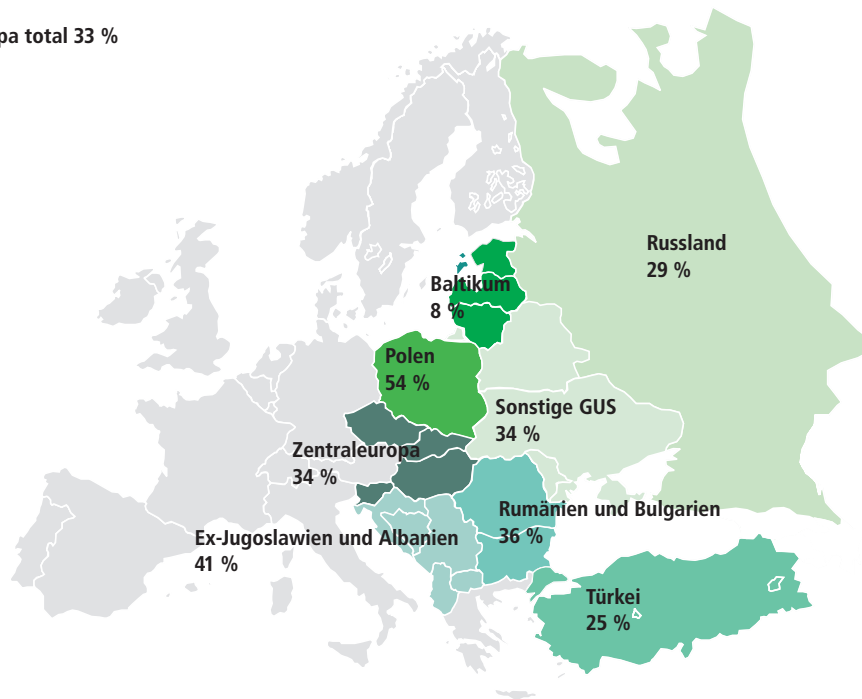 pa total 33 %
Russland
29 %
Baltikum
8 %
Polen
54 %
Sonstige GUS
34 %
Zentraleuropa
34 %
Rumänien und Bulgarien
36 %
Ex-Jugoslawien und Albanien
41 %
Türkei
25 %